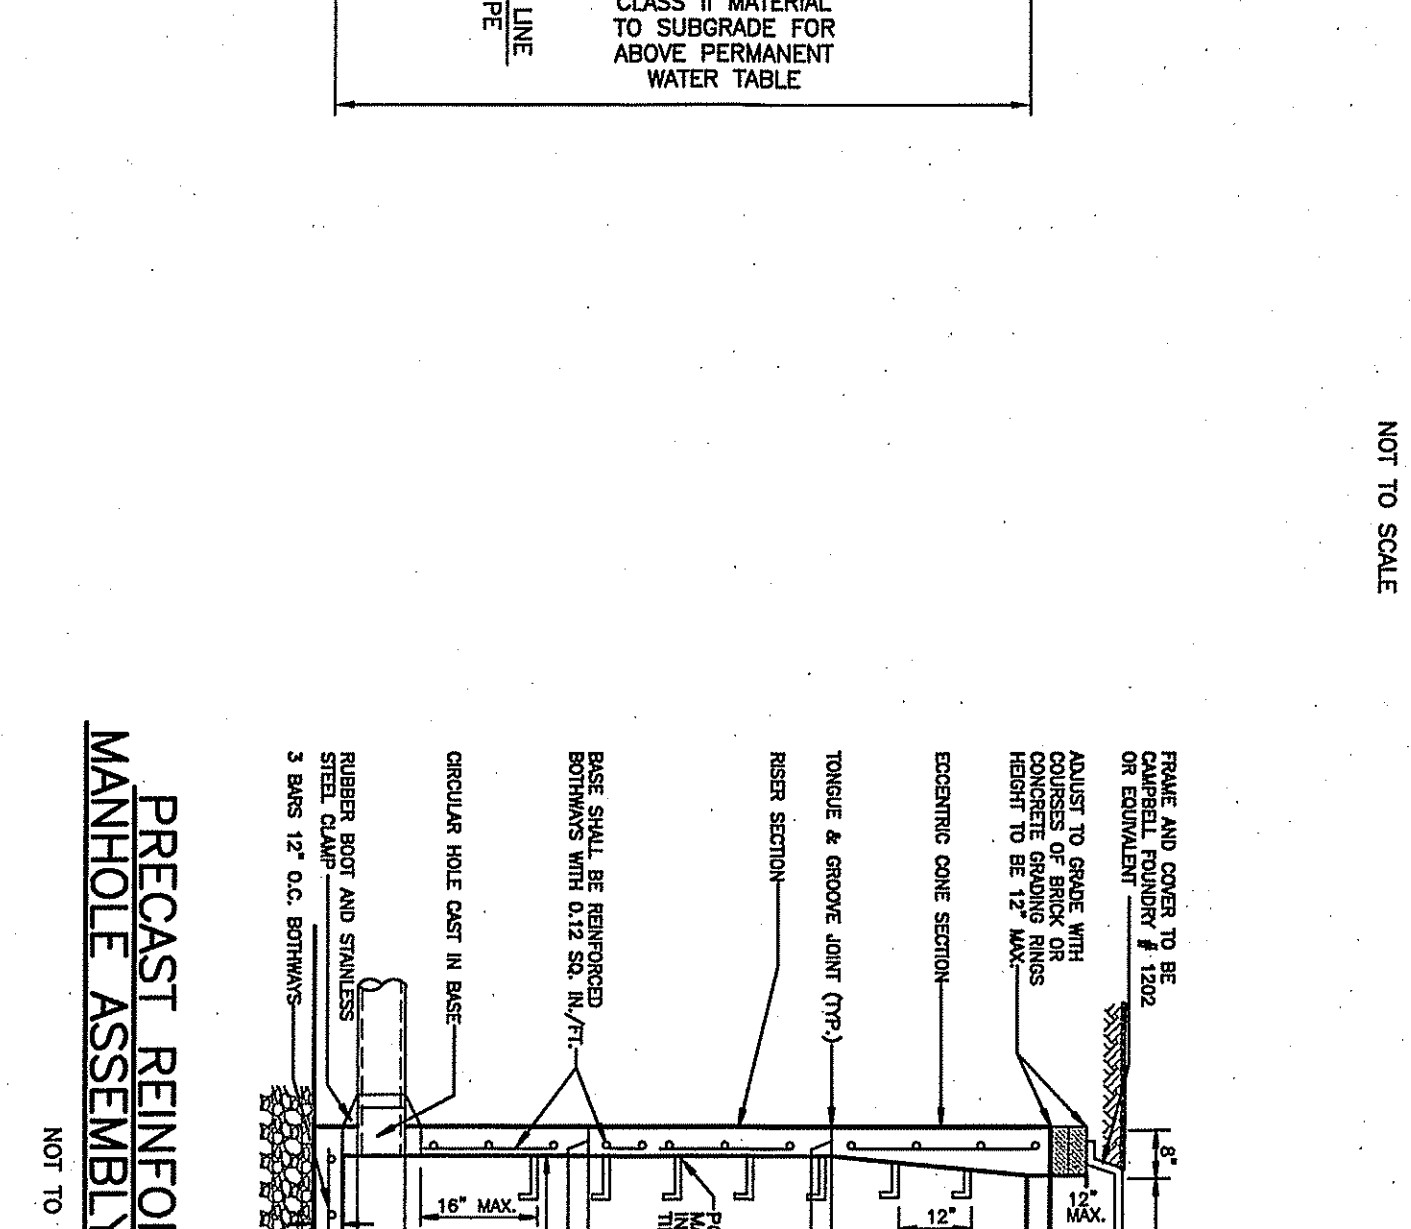 LINE
PE
CLASS II MATERIAL
TO SUBGRADE FOR
ABOVE PERMANENT
WATER TABLE
NOT TO SCALE
FRAME AND COVER TO BE
CAMPBELL FOUNDRY # 1202
OR EQUIVALENT
ADJUST TO GRADE WITH
COURSES OF BRICK OR
CONCRETE GRADING RINGS
HEIGHT TO BE 12" MAX.
ECCENTRIC CONE SECTION
TONGUE & GROOVE JOINT (TYP.)
RISER SECTION
BASE SHALL BE REINFORCED
BOTHWAYS WITH 0.12 SQ. IN./FT.
CIRCULAR HOLE CAST IN BASE
RUBBER BOOT AND STAINLESS
STEEL CLAMP
3 BARS 12" O.C. BOTHWAYS
8"
12"
MAX.
12"
16" MAX.
PRECAST REINFO
MANHOLE ASSEMBLY
NOT TO